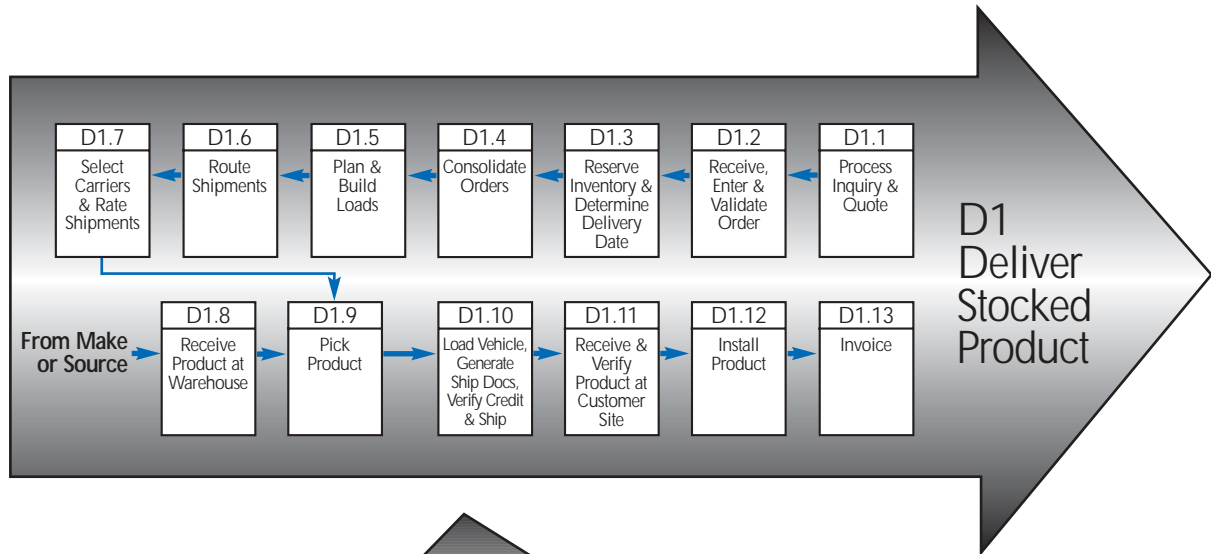 D1.7
Select
Carriers
& Rate
Shipments
D1.6
Route
Shipments
D1.5
Plan &
Build
Loads
D1.4
Consolidate
Orders
D1.3
Reserve
Inventory &
Determine
Delivery
Date
D1.2
Receive,
Enter &
Validate
Order
D1.1
Process
Inquiry &
Quote
D1
Deliver
Stocked
Product
From Make
or Source
D1.8
Receive
Product at
Warehouse
D1.9
Pick
Product
D1.10
Load Vehicle,
Generate
Ship Docs,
Verify Credit
& Ship
D1.11
Receive &
Verify
Product at
Customer
Site
D1.12
Install
Product
D1.13
Invoice